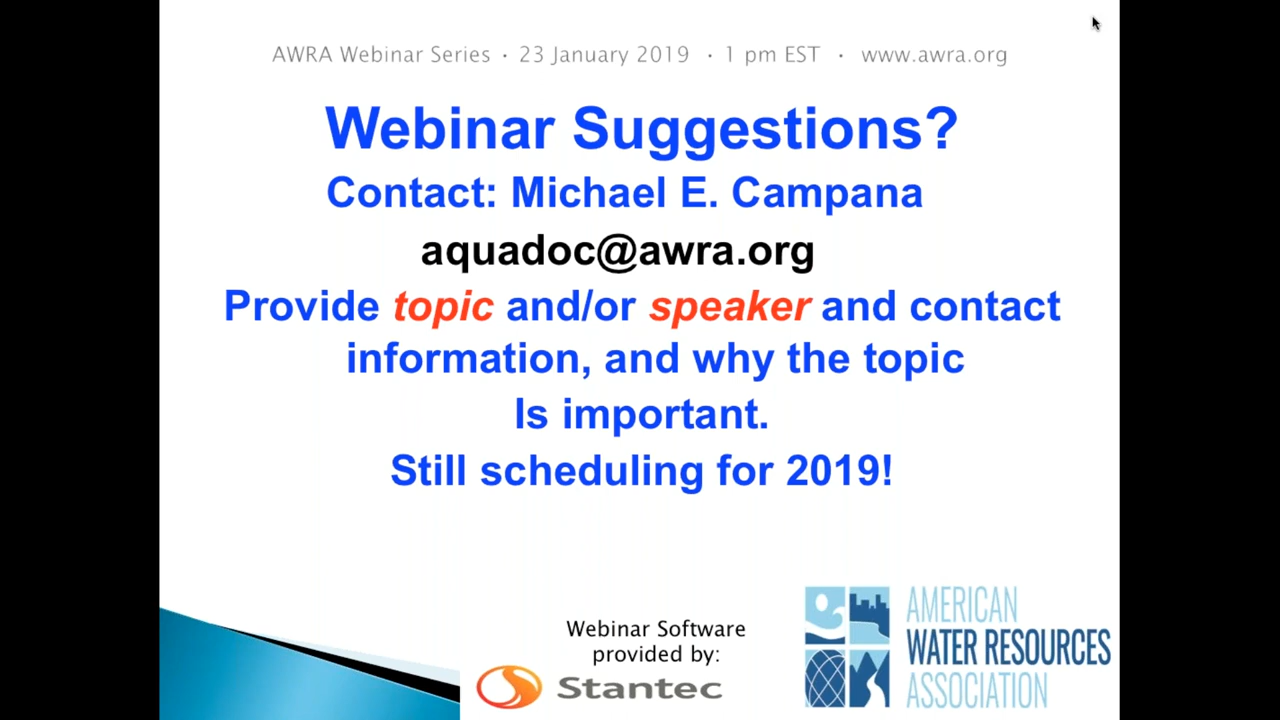 AWRA Webinar Series · 23 January 2019 · 1 pm EST · www.awra.org
Webinar Suggestions?
Contact: Michael E. Campana
aquadoc@awra.org
Provide topic and/or speaker and contact
information, and why the topic
Is important.
Still scheduling for 2019!
Webinar Software
provided by:
Stantec
AMERICAN
WATER RESOURCES
ASSOCIATION